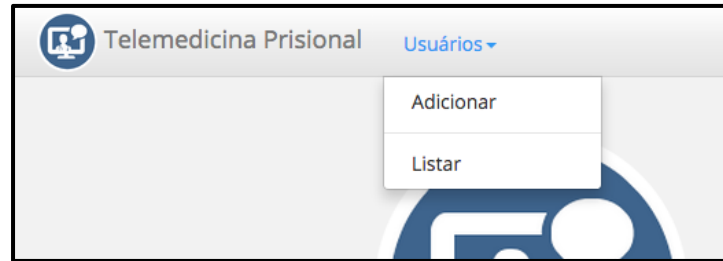 Telemedicina Prisional
Usuários
Adicionar
Listar